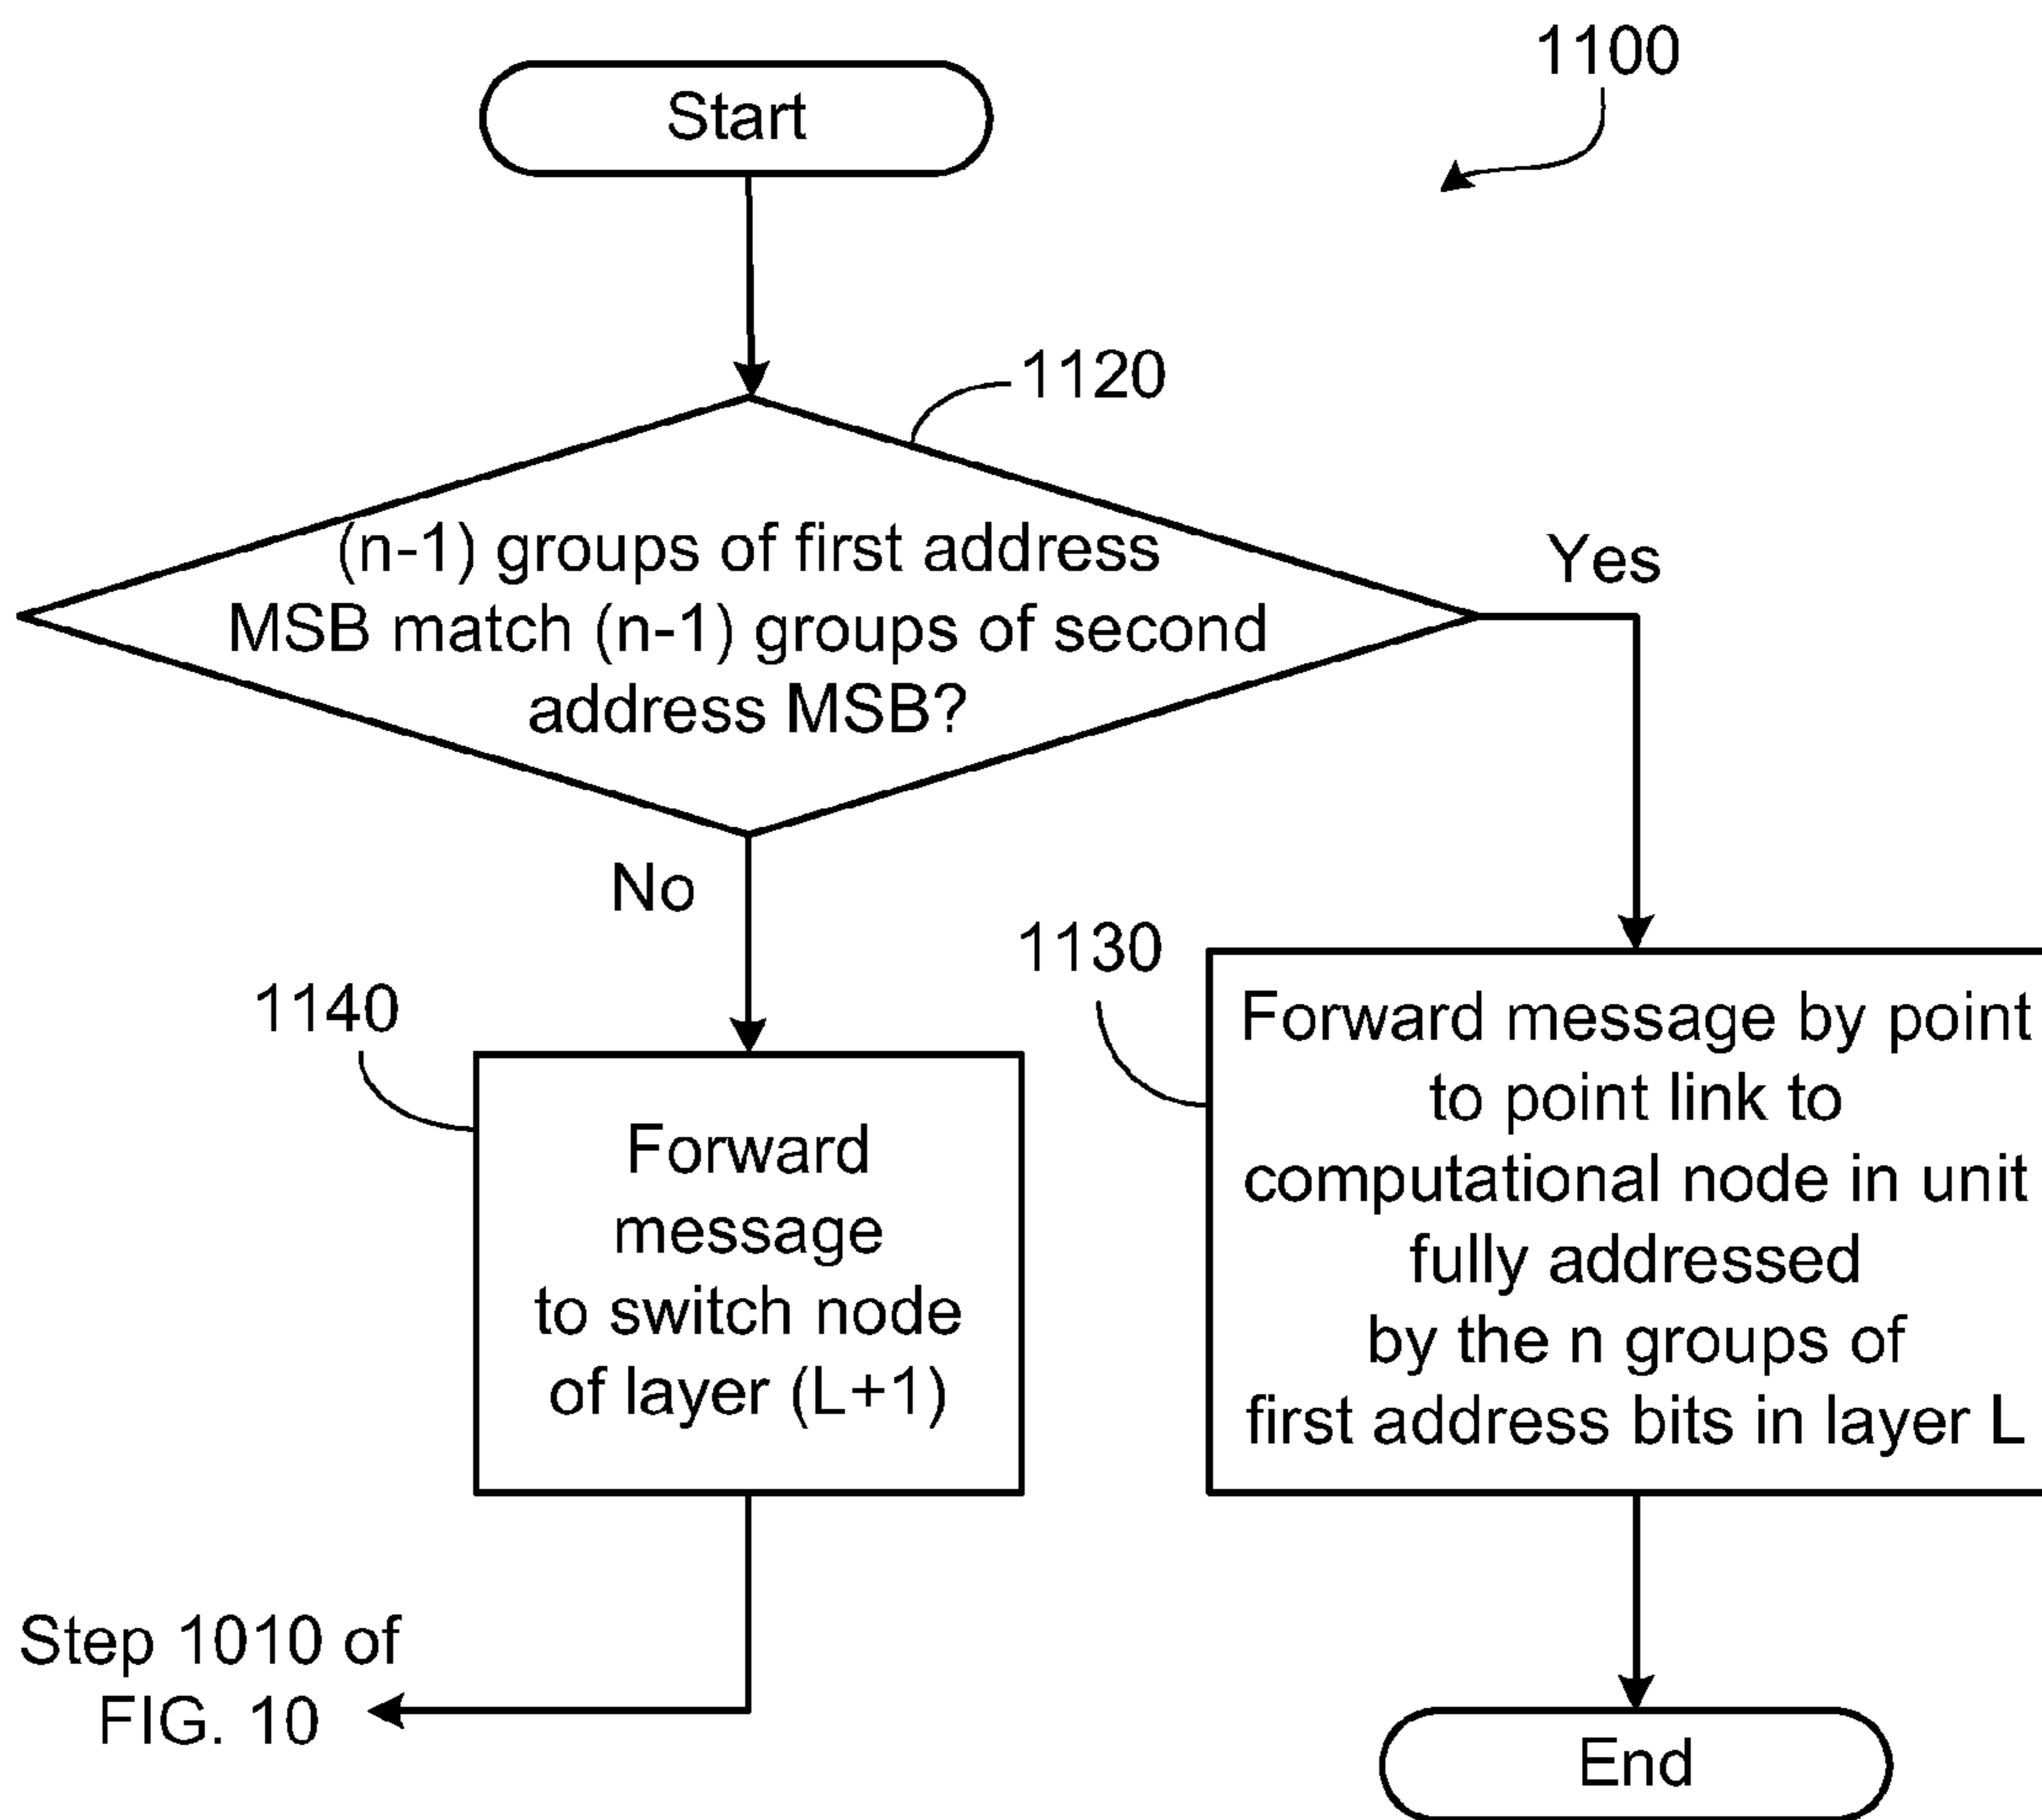 1100
Start
1120
(n-1) groups of first address
MSB match (n-1) groups of second
address MSB?
Yes
No
1130
1140
Forward message by point
to point link to
computational node in unit
fully addressed
by the n groups of
first address bits in layer L
Forward
message
to switch node
of layer (L+1)
Step 1010 of
FIG. 10
End